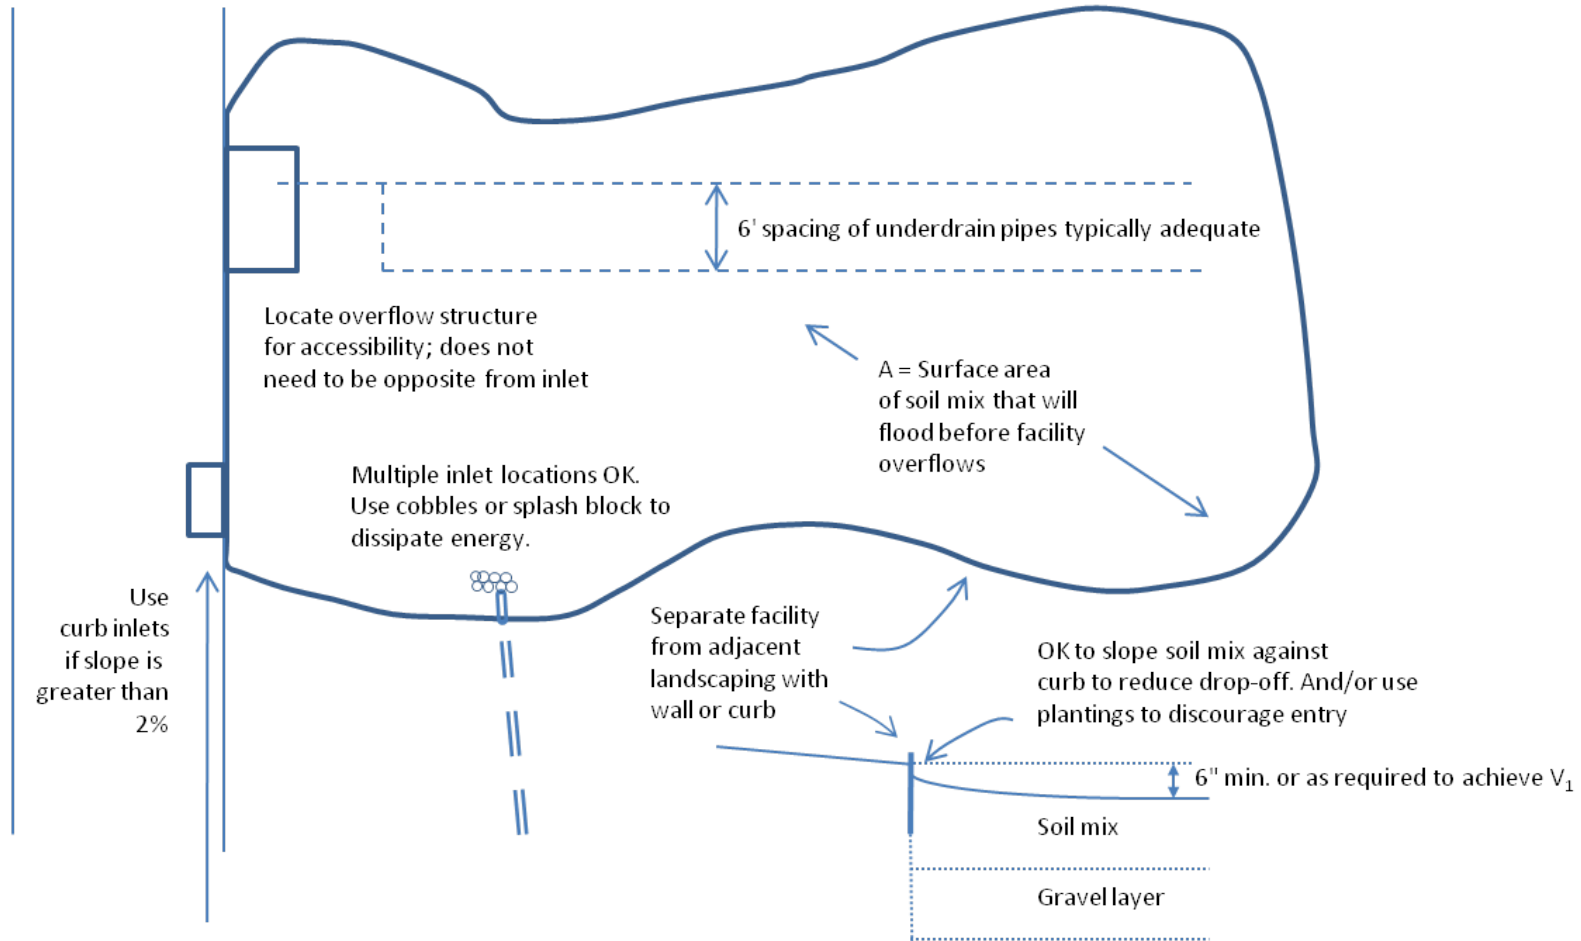 6' spacing of underdrain pipes typically adequate
Locate overflow structure
for accessibility; does not
need to be opposite from inlet
A = Surface area
of soil mix that will
flood before facility
overflows
Multiple inlet locations OK.
Use cobbles or splash block to
dissipate energy.
Use
curb inlets
if slope is
greater than
2%
Separate facility
from adjacent
landscaping with
wall or curb
OK to slope soil mix against
curb to reduce drop-off. And/or use
plantings to discourage entry
6" min. or as required to achieve V₁
Soil mix
Gravel layer